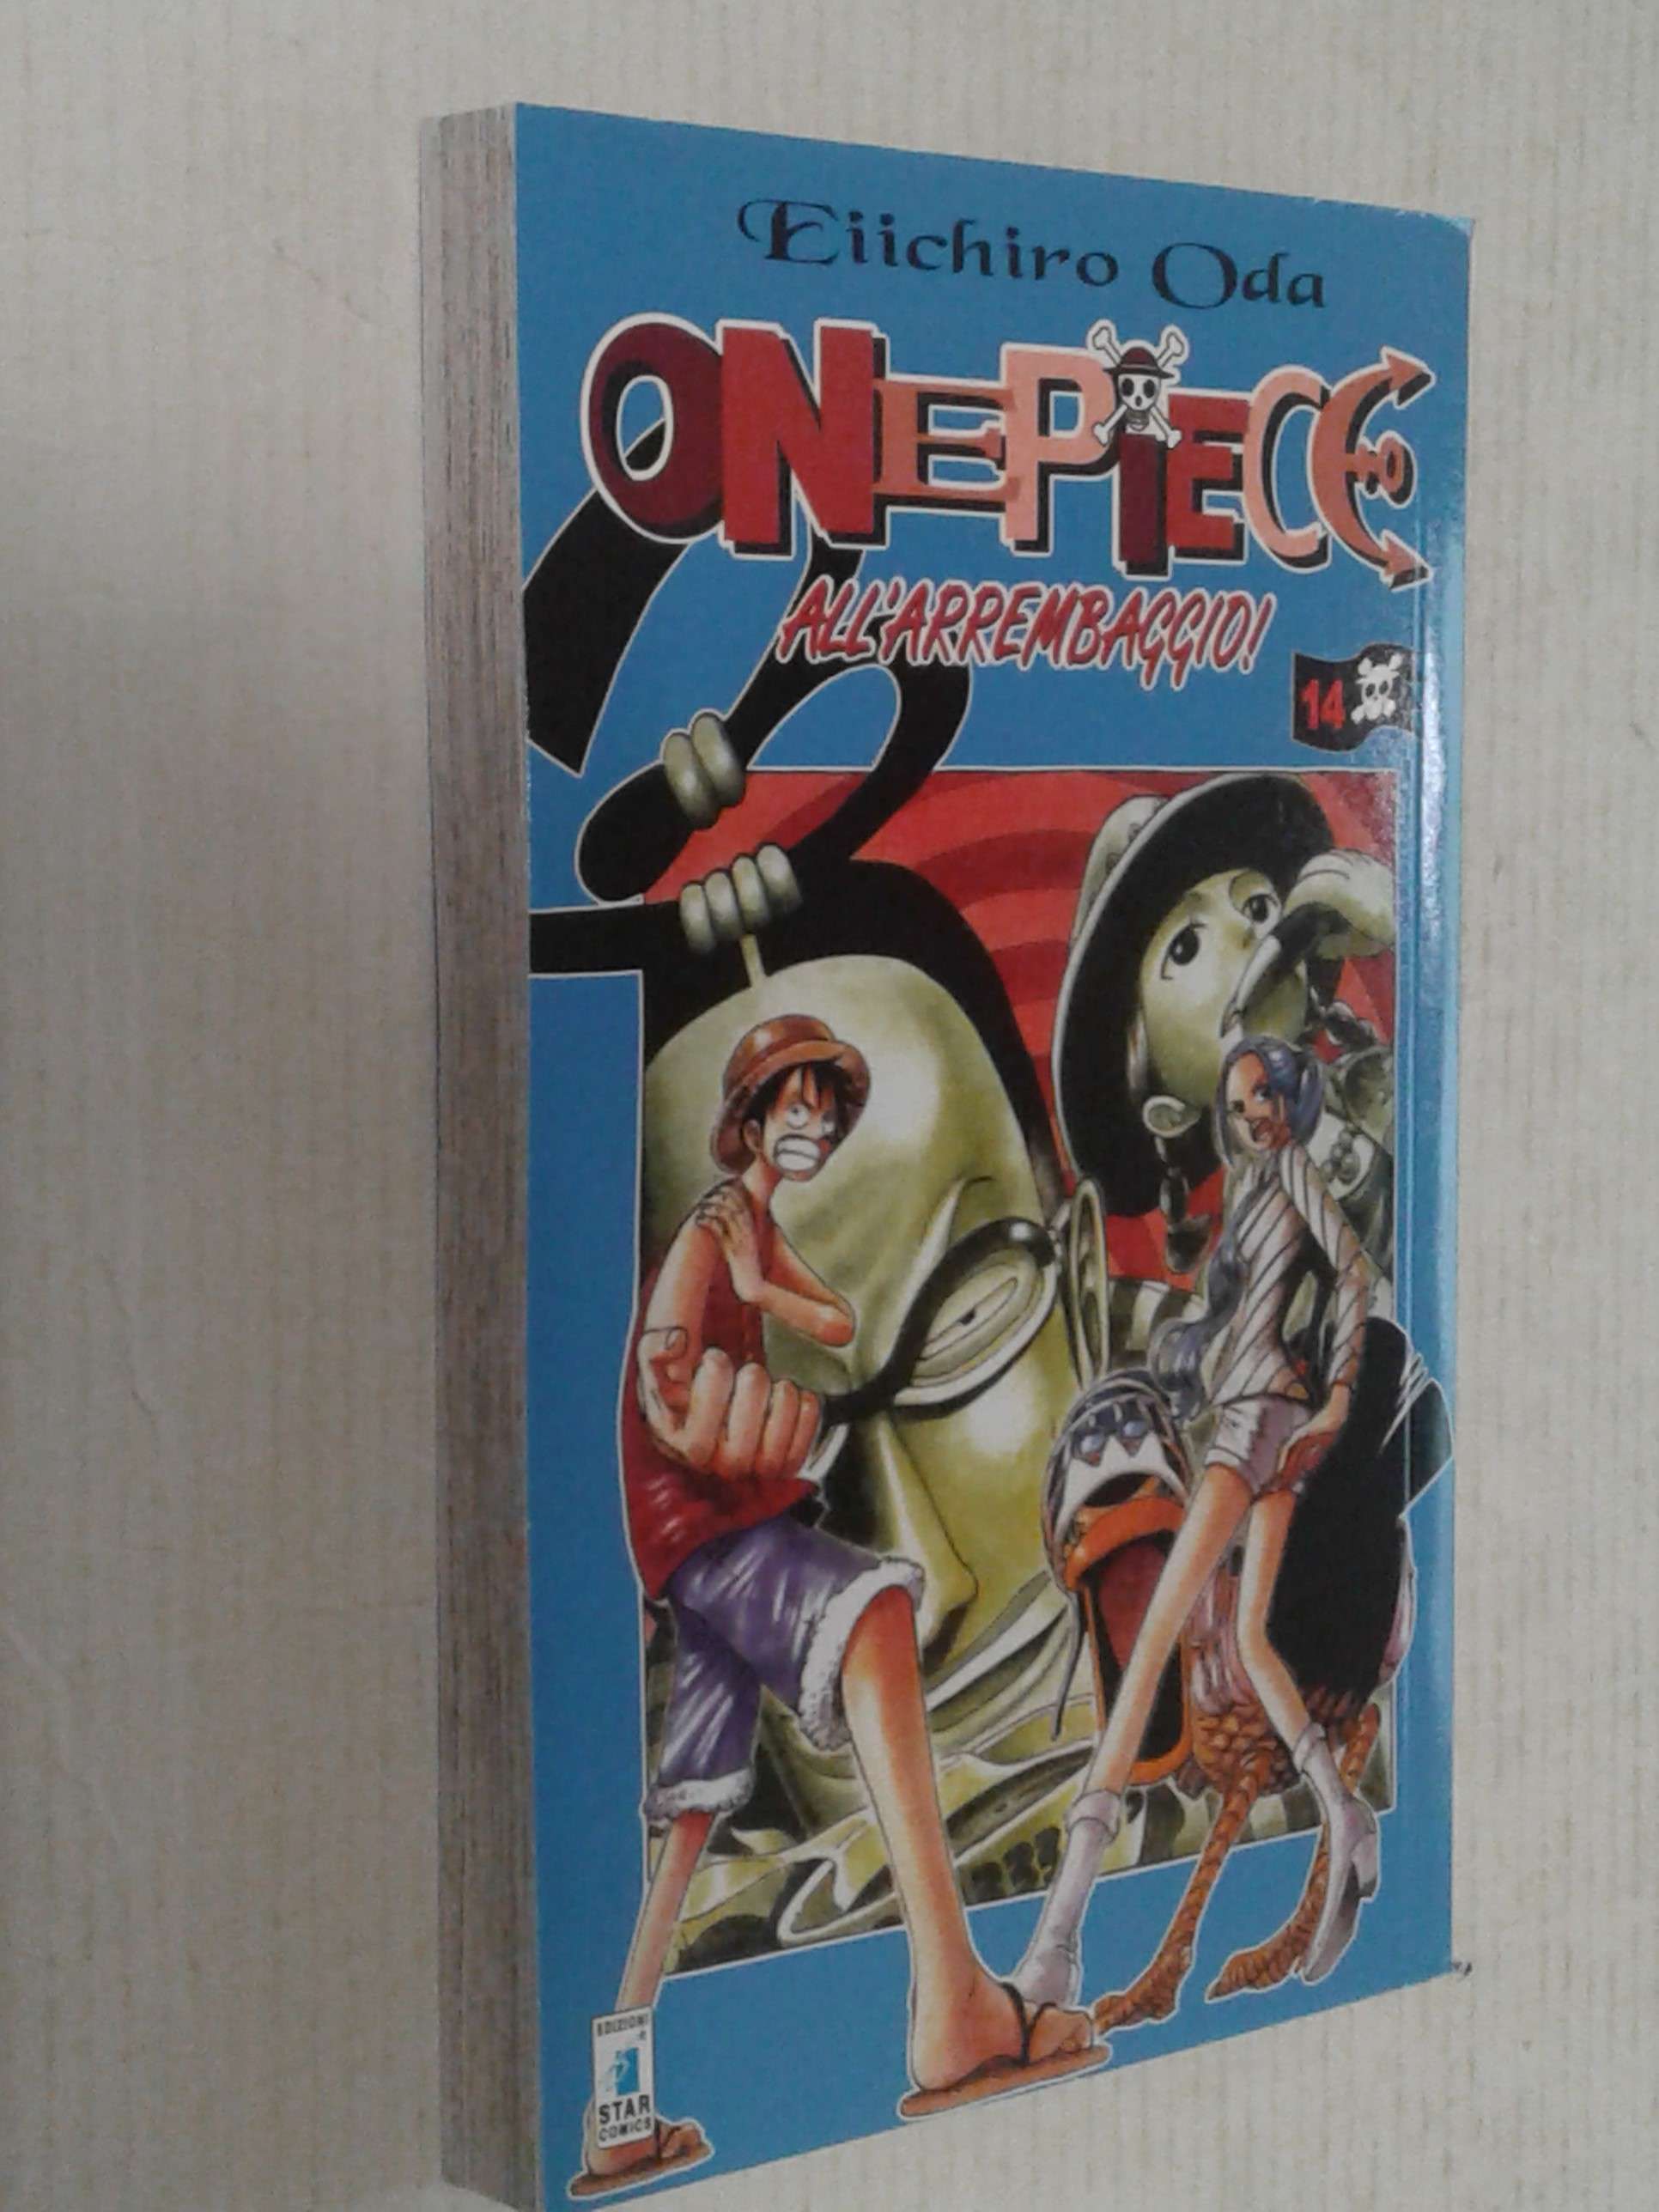 Eiichiro Oda
ONE PIECE
ALL'ARREMBAGGIO!
14
EDIZIONI
STAR
COMICS